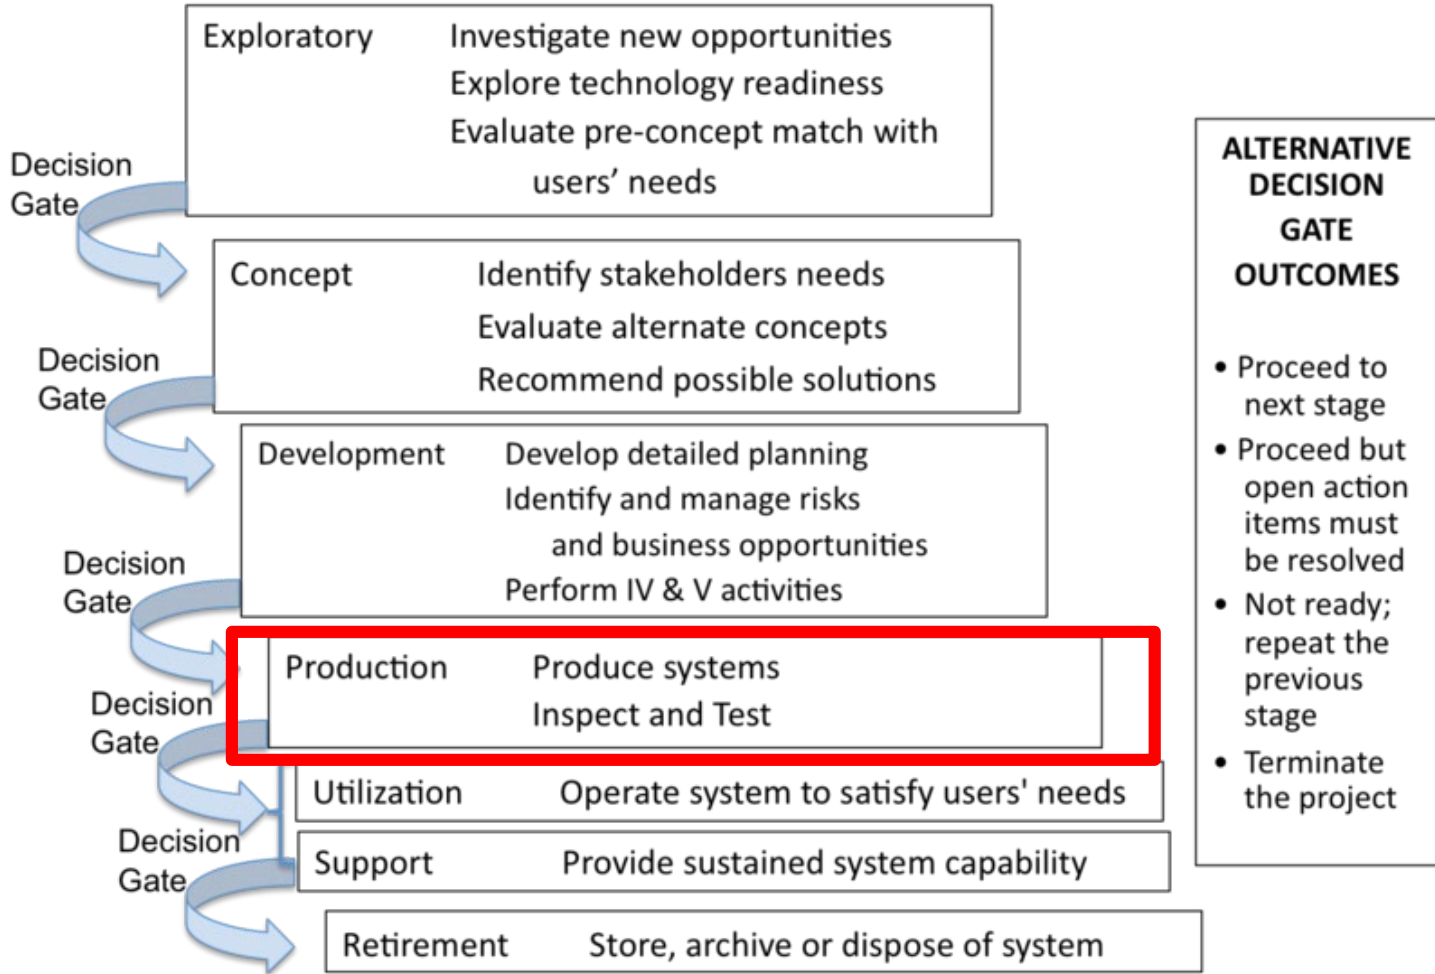 Exploratory Investigate new opportunities
Explore technology readiness
Evaluate pre-concept match with
users’ needs
Decision
Gate
Concept Identify stakeholders needs
Evaluate alternate concepts
Recommend possible solutions
Decision
Gate
Development Develop detailed planning
Identify and manage risks
and business opportunities
Perform IV & V activities
Decision
Gate
Production Produce systems
Inspect and Test
Decision
Gate
Utilization Operate system to satisfy users' needs
Support Provide sustained system capability
Decision
Gate
Retirement Store, archive or dispose of system
ALTERNATIVE
DECISION
GATE
OUTCOMES
• Proceed to
next stage
• Proceed but
open action
items must
be resolved
• Not ready;
repeat the
previous
stage
• Terminate
the project